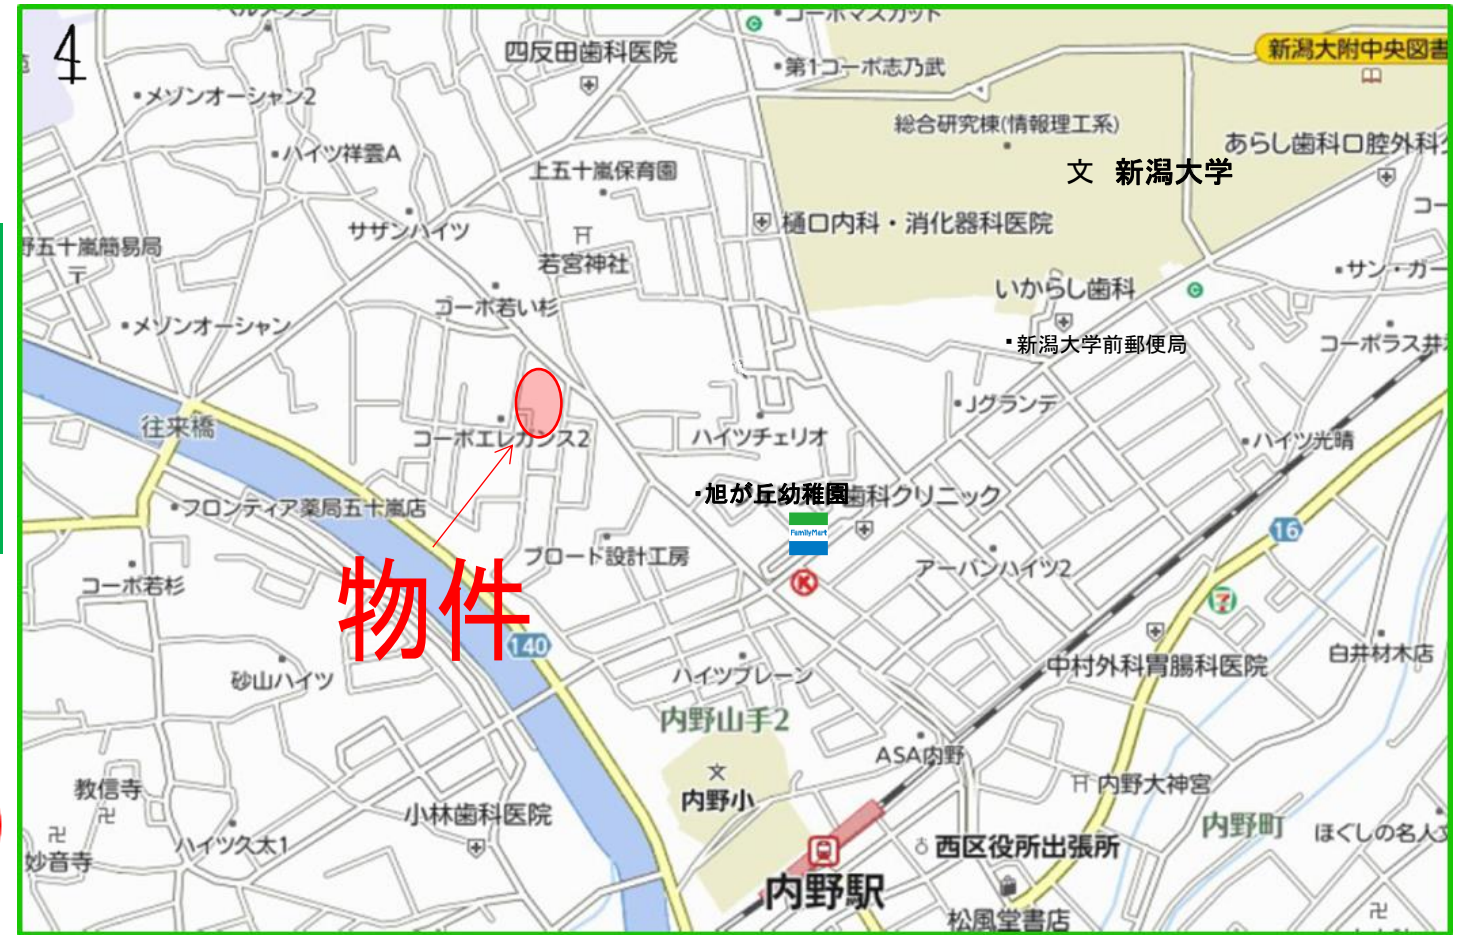 コーポマスカット
4
四反田歯科医院
新潟大附中央図書
第1コーポ志乃武
メゾンオーシャン2
総合研究棟(情報理工系)
あらし歯科口腔外科
ハイツ祥雲A
上五十嵐保育園
文 新潟大学
サザンハイツ
樋口内科・消化器科医院
野五十嵐簡易局
若宮神社
サン・ガー
いからし歯科
コーポ若い杉
メゾンオーシャン
新潟大学前郵便局
コーポラス井
Jグランデ
往来橋
コーポエレガンス2
ハイツチェリオ
ハイツ光晴
・旭が丘幼稚園
歯科クリニック
フロンティア薬局五十嵐店
FamilyMart
16
ブロード設計工房
アーバンハイツ2
コーポ若杉
K
7
物件
140
白井材木店
中村外科胃腸科医院
ハイツブレーン
砂山ハイツ
内野山手2
ASA内野
文
内野小
教信寺
内野大神宮
小林歯科医院
内野町
ほぐしの名人
ハイツ久太1
西区役所出張所
妙音寺
内野駅
松風堂書店